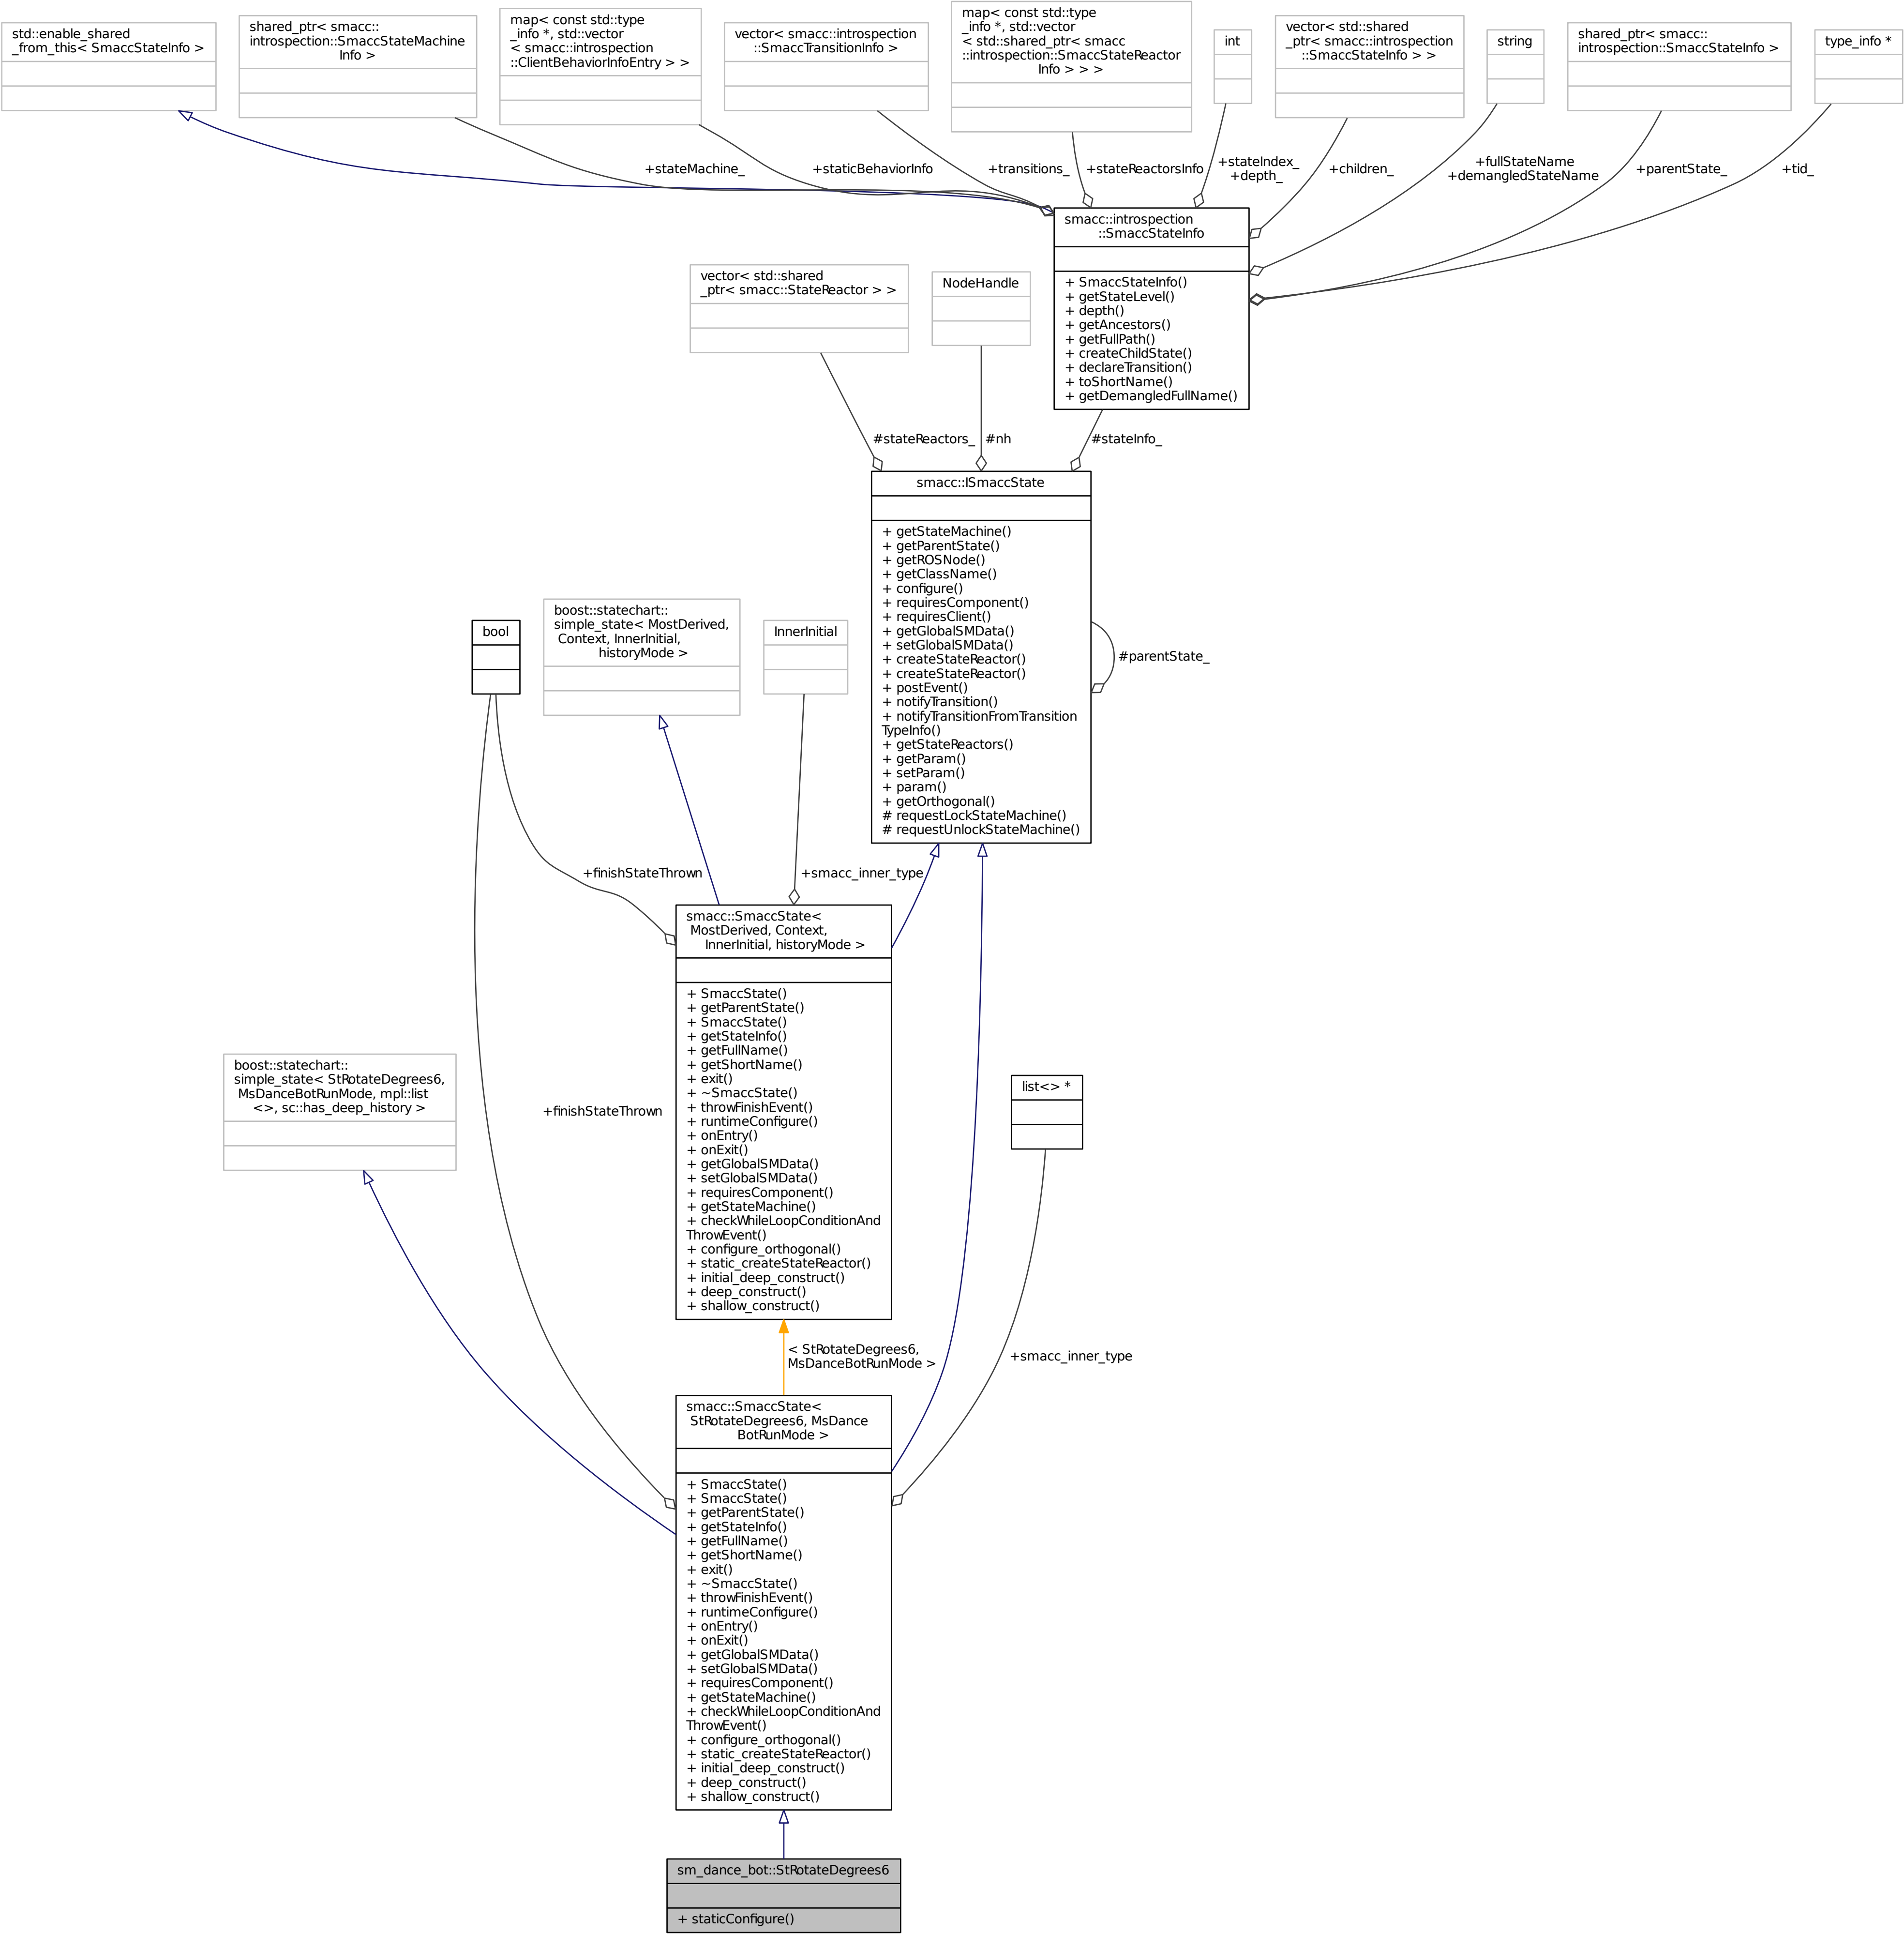 std::enable_shared
_from_this< SmaccStateInfo >
shared_ptr< smacc::
introspection::SmaccStateMachine
Info >
map< const std::type
_info *, std::vector
< smacc::introspection
::ClientBehaviorInfoEntry > >
vector< smacc::introspection
::SmaccTransitionInfo >
map< const std::type
_info *, std::vector
< std::shared_ptr< smacc
::introspection::SmaccStateReactor
Info > > >
int
vector< std::shared
_ptr< smacc::introspection
::SmaccStateInfo > >
string
shared_ptr< smacc::
introspection::SmaccStateInfo >
type_info *
+stateMachine_
+staticBehaviorInfo
+transitions_
+stateReactorsInfo
+stateIndex_
+depth_
+children_
+fullStateName
+demangledStateName
+parentState_
+tid_
smacc::introspection
::SmaccStateInfo
+ SmaccStateInfo()
+ getStateLevel()
+ depth()
+ getAncestors()
+ getFullPath()
+ createChildState()
+ declareTransition()
+ toShortName()
+ getDemangledFullName()
vector< std::shared
_ptr< smacc::StateReactor > >
NodeHandle
#stateReactors_
#nh
#stateInfo_
smacc::ISmaccState
+ getStateMachine()
+ getParentState()
+ getROSNode()
+ getClassName()
+ configure()
+ requiresComponent()
+ requiresClient()
+ getGlobalSMData()
+ setGlobalSMData()
+ createStateReactor()
+ createStateReactor()
+ postEvent()
+ notifyTransition()
+ notifyTransitionFromTransition
TypeInfo()
+ getStateReactors()
+ getParam()
+ setParam()
+ param()
+ getOrthogonal()
# requestLockStateMachine()
# requestUnlockStateMachine()
#parentState_
bool
boost::statechart::
simple_state< MostDerived,
Context, InnerInitial,
historyMode >
InnerInitial
+finishStateThrown
+smacc_inner_type
smacc::SmaccState<
MostDerived, Context,
InnerInitial, historyMode >
+ SmaccState()
+ getParentState()
+ SmaccState()
+ getStateInfo()
+ getFullName()
+ getShortName()
+ exit()
+ ~SmaccState()
+ throwFinishEvent()
+ runtimeConfigure()
+ onEntry()
+ onExit()
+ getGlobalSMData()
+ setGlobalSMData()
+ requiresComponent()
+ getStateMachine()
+ checkWhileLoopConditionAnd
ThrowEvent()
+ configure_orthogonal()
+ static_createStateReactor()
+ initial_deep_construct()
+ deep_construct()
+ shallow_construct()
boost::statechart::
simple_state< StRotateDegrees6,
MsDanceBotRunMode, mpl::list
<>, sc::has_deep_history >
+finishStateThrown
list<> *
< StRotateDegrees6,
MsDanceBotRunMode >
+smacc_inner_type
smacc::SmaccState<
StRotateDegrees6, MsDance
BotRunMode >
+ SmaccState()
+ SmaccState()
+ getParentState()
+ getStateInfo()
+ getFullName()
+ getShortName()
+ exit()
+ ~SmaccState()
+ throwFinishEvent()
+ runtimeConfigure()
+ onEntry()
+ onExit()
+ getGlobalSMData()
+ setGlobalSMData()
+ requiresComponent()
+ getStateMachine()
+ checkWhileLoopConditionAnd
ThrowEvent()
+ configure_orthogonal()
+ static_createStateReactor()
+ initial_deep_construct()
+ deep_construct()
+ shallow_construct()
sm_dance_bot::StRotateDegrees6
+ staticConfigure()